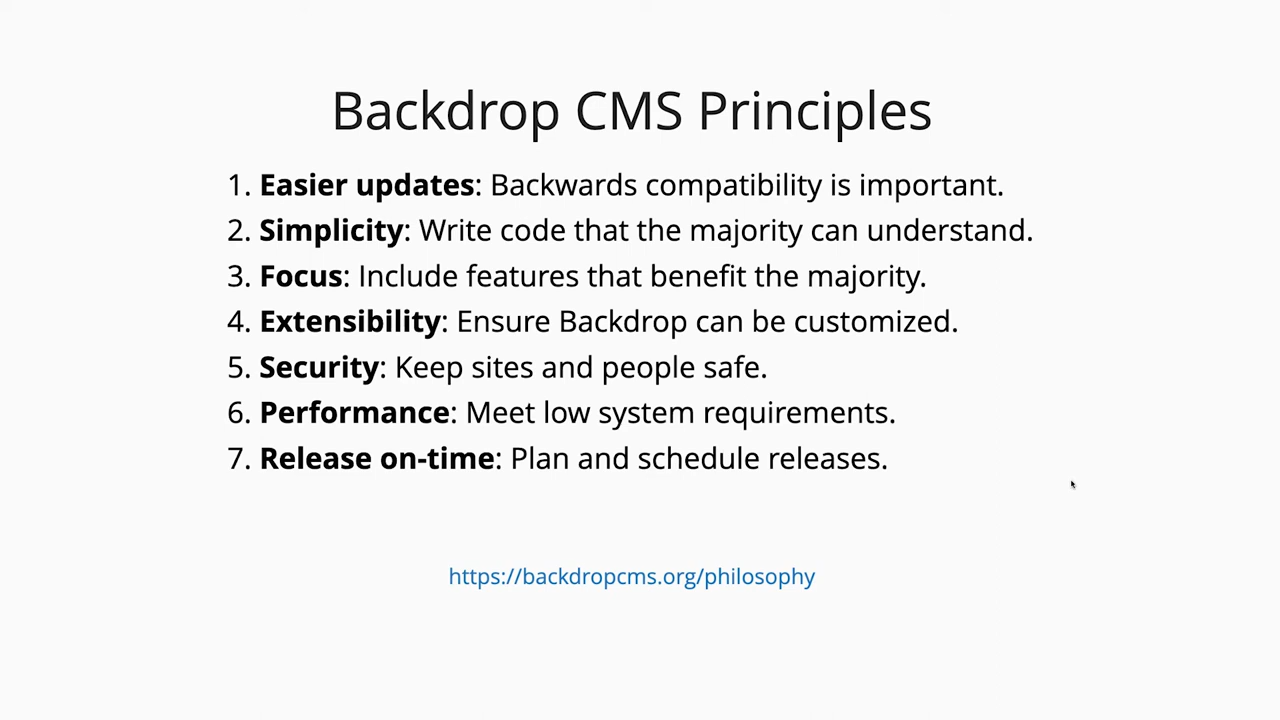 Backdrop CMS Principles
1. Easier updates: Backwards compatibility is important.
2. Simplicity: Write code that the majority can understand.
3. Focus: Include features that benefit the majority.
4. Extensibility: Ensure Backdrop can be customized.
5. Security: Keep sites and people safe.
6. Performance: Meet low system requirements.
7. Release on-time: Plan and schedule releases.
https://backdropcms.org/philosophy